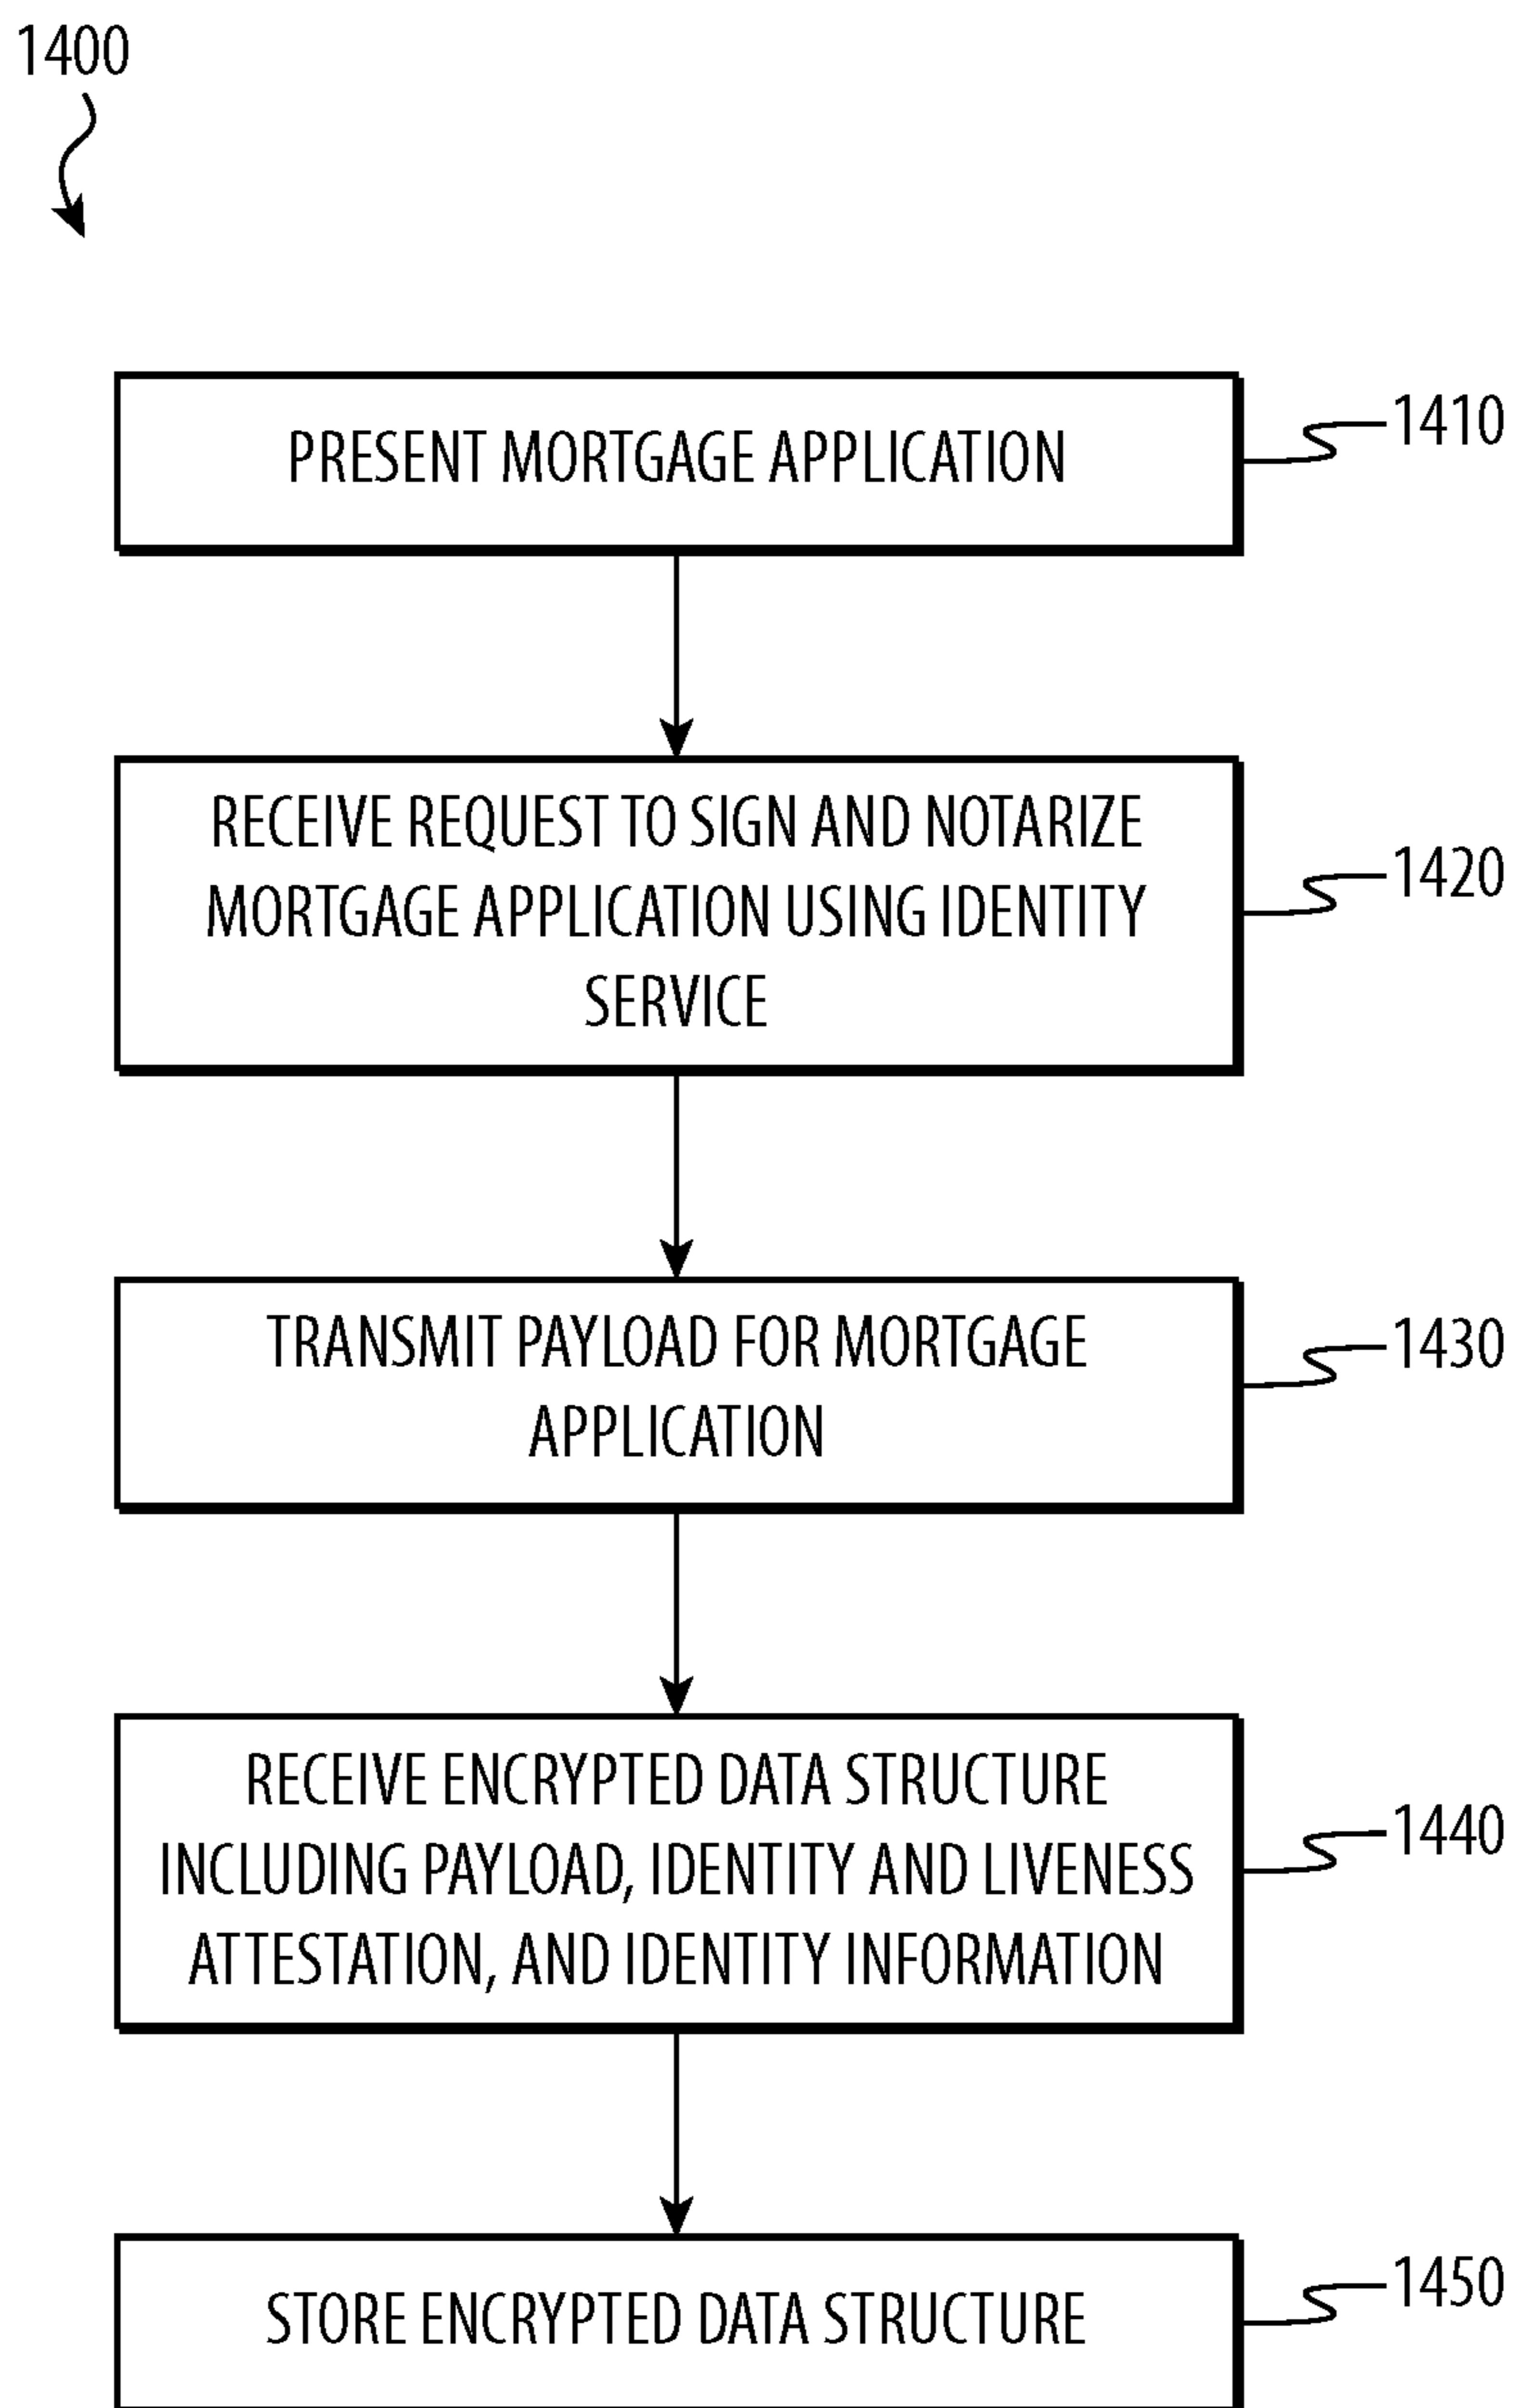 1400
PRESENT MORTGAGE APPLICATION
1410
RECEIVE REQUEST TO SIGN AND NOTARIZE
MORTGAGE APPLICATION USING IDENTITY
SERVICE
1420
TRANSMIT PAYLOAD FOR MORTGAGE
APPLICATION
1430
RECEIVE ENCRYPTED DATA STRUCTURE
INCLUDING PAYLOAD, IDENTITY AND LIVENESS
ATTESTATION, AND IDENTITY INFORMATION
1440
STORE ENCRYPTED DATA STRUCTURE
1450